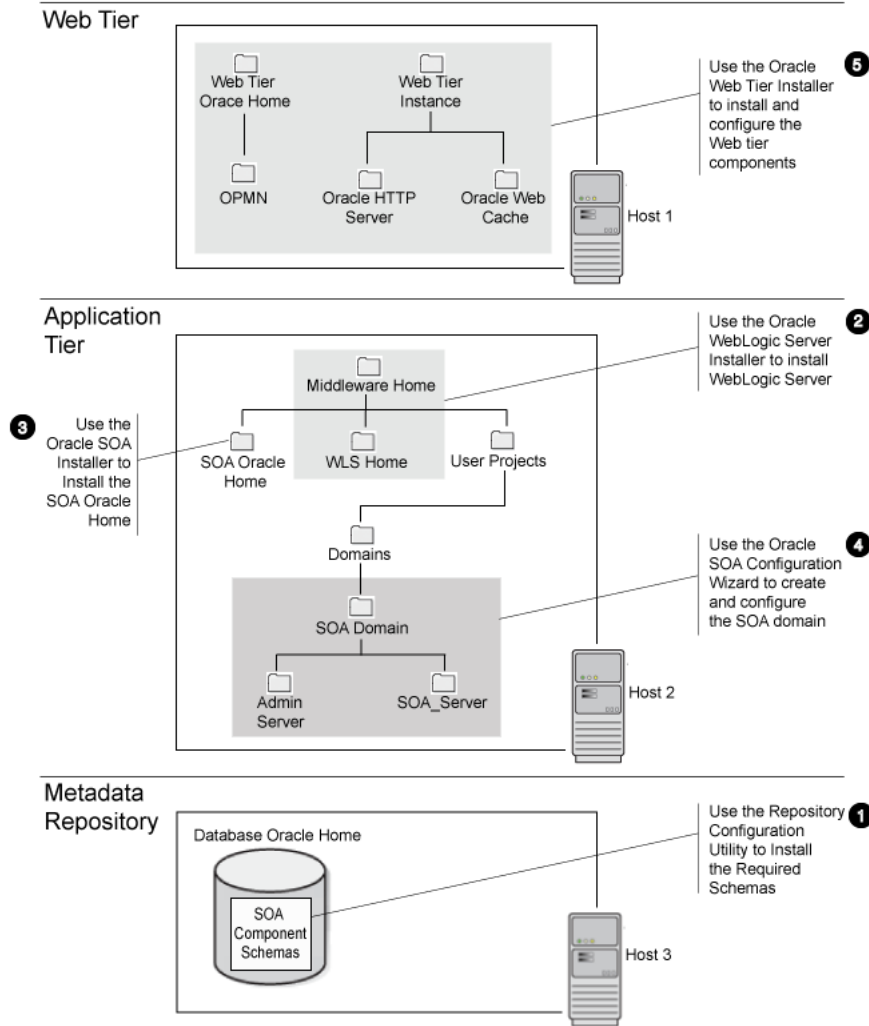 Web Tier
Web Tier
Orace Home
Web Tier
Instance
OPMN
Oracle HTTP
Server
Oracle Web
Cache
Use the Oracle
Web Tier Installer
to install and
configure the
Web tier
components
5
Host 1
Application
Tier
Middleware Home
SOA Oracle
Home
WLS Home
User Projects
Domains
SOA Domain
Admin
Server
SOA_Server
Use the Oracle
WebLogic Server
Installer to install
WebLogic Server
2
3
Use the
Oracle SOA
Installer to
Install the
SOA Oracle
Home
Use the Oracle
SOA Configuration
Wizard to create
and configure
the SOA domain
4
Host 2
Metadada
Repository
Database Oracle Home
SOA
Component
Schemas
Use the Repository
Configuration
Utility to Install
the Required
Schemas
1
Host 3